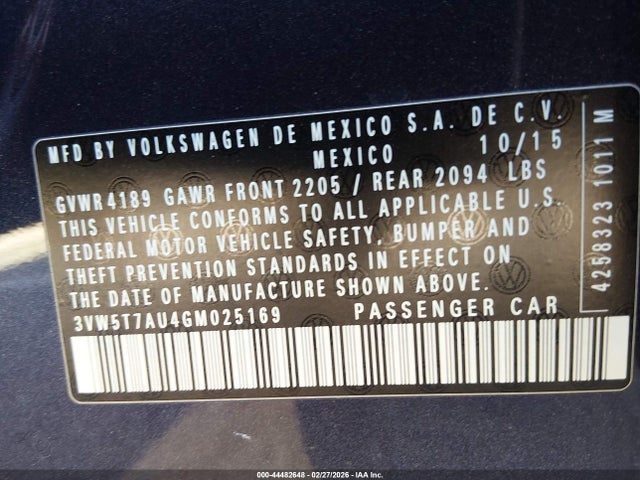 MFD BY VOLKSWAGEN DE MEXICO S.A. DE C.V.
MEXICO 10/15
GVWR 4189 GAWR FRONT 2205 / REAR 2094 LBS
THIS VEHICLE CONFORMS TO ALL APPLICABLE U.S.
FEDERAL MOTOR VEHICLE SAFETY, BUMPER AND
THEFT PREVENTION STANDARDS IN EFFECT ON
THE DATE OF MANUFACTURE SHOWN ABOVE.
3VW5T7AU4GM025169 PASSENGER CAR
4258323 1011 M
000-44482648 - 02/27/2026 - IAA Inc.